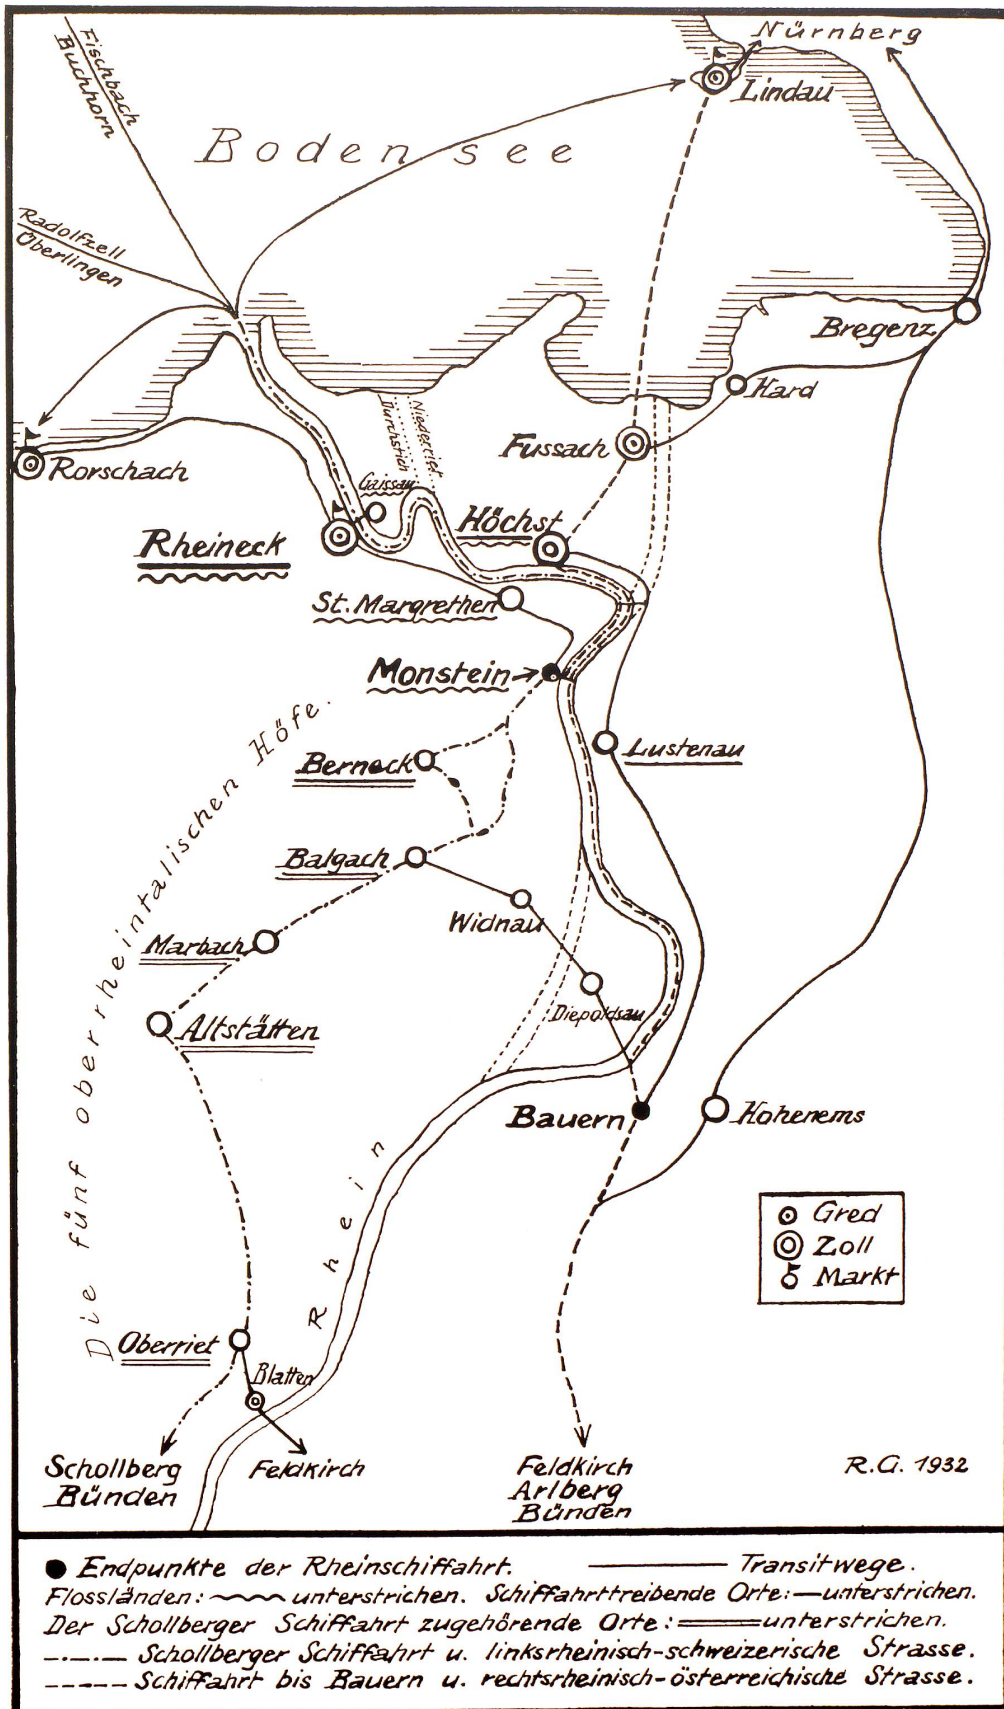 Nürnberg
Fischbach
Buchhorn
Lindau
Bodensee
Radolfzell
Überlingen
Bregenz
Hard
Niederriet
Durchstich
Fussach
Rorschach
Gaissau
Höchst
Rheineck
St. Margrethen
Monstein
Die fünf oberrheintalischen Höfe.
Lustenau
Berneck
Balgach
Widnau
Marbach
Diepoldsau
Altstätten
Bauern
Hohenems
Rhein
Gred
Zoll
Markt
Oberriet
Blatten
Schollberg
Bünden
Feldkirch
Feldkirch
Arlberg
Bünden
R.G. 1932
Endpunkte der Rheinschiffahrt. Transitwege.
Flossländen: unterstrichen. Schiffahrttreibende Orte: unterstrichen.
Der Schollberger Schiffahrt zugehörende Orte: unterstrichen.
Schollberger Schiffahrt u. linksrheinisch-schweizerische Strasse.
Schiffahrt bis Bauern u. rechtsrheinisch-österreichische Strasse.